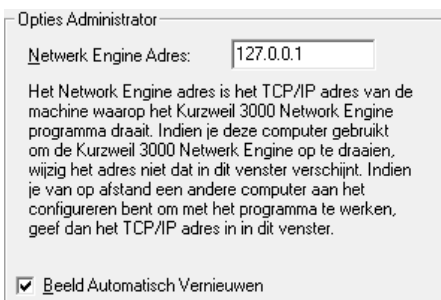 Opties Administrator
Netwerk Engine Adres: 127.0.0.1
Het Network Engine adres is het TCP/IP adres van de
machine waarop het Kurzweil 3000 Network Engine
programma draait. Indien je deze computer gebruikt
om de Kurzweil 3000 Netwerk Engine op te draaien,
wijzig het adres niet dat in dit venster verschijnt. Indien
je van op afstand een andere computer aan het
configureren bent om met het programma te werken,
geef dan het TCP/IP adres in in dit venster.
Beeld Automatisch Vernieuwen